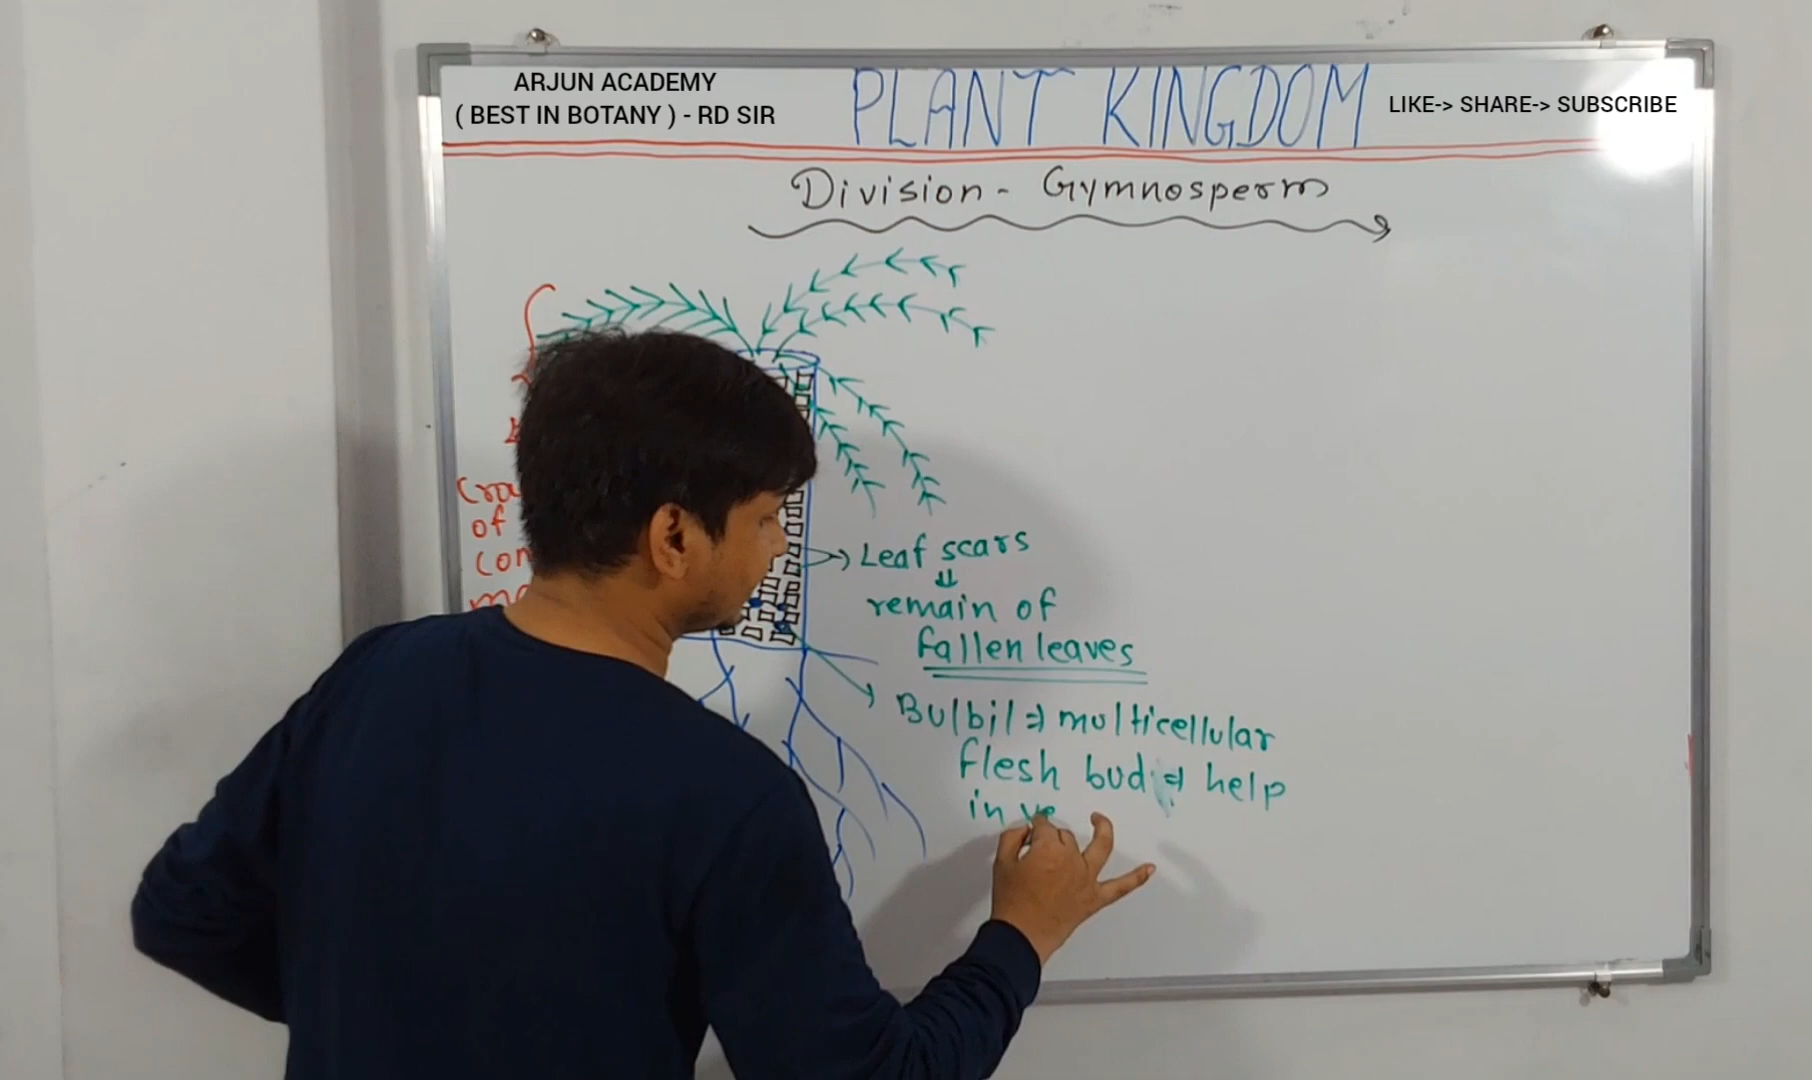 ARJUN ACADEMY
( BEST IN BOTANY ) - RD SIR
PLANT KINGDOM
LIKE-> SHARE-> SUBSCRIBE
Division - Gymnosperm
of
Leaf scars
⇓
remain of
fallen leaves
Bulbil ⇒ multicellular
flesh bud ⇒ help
in ve